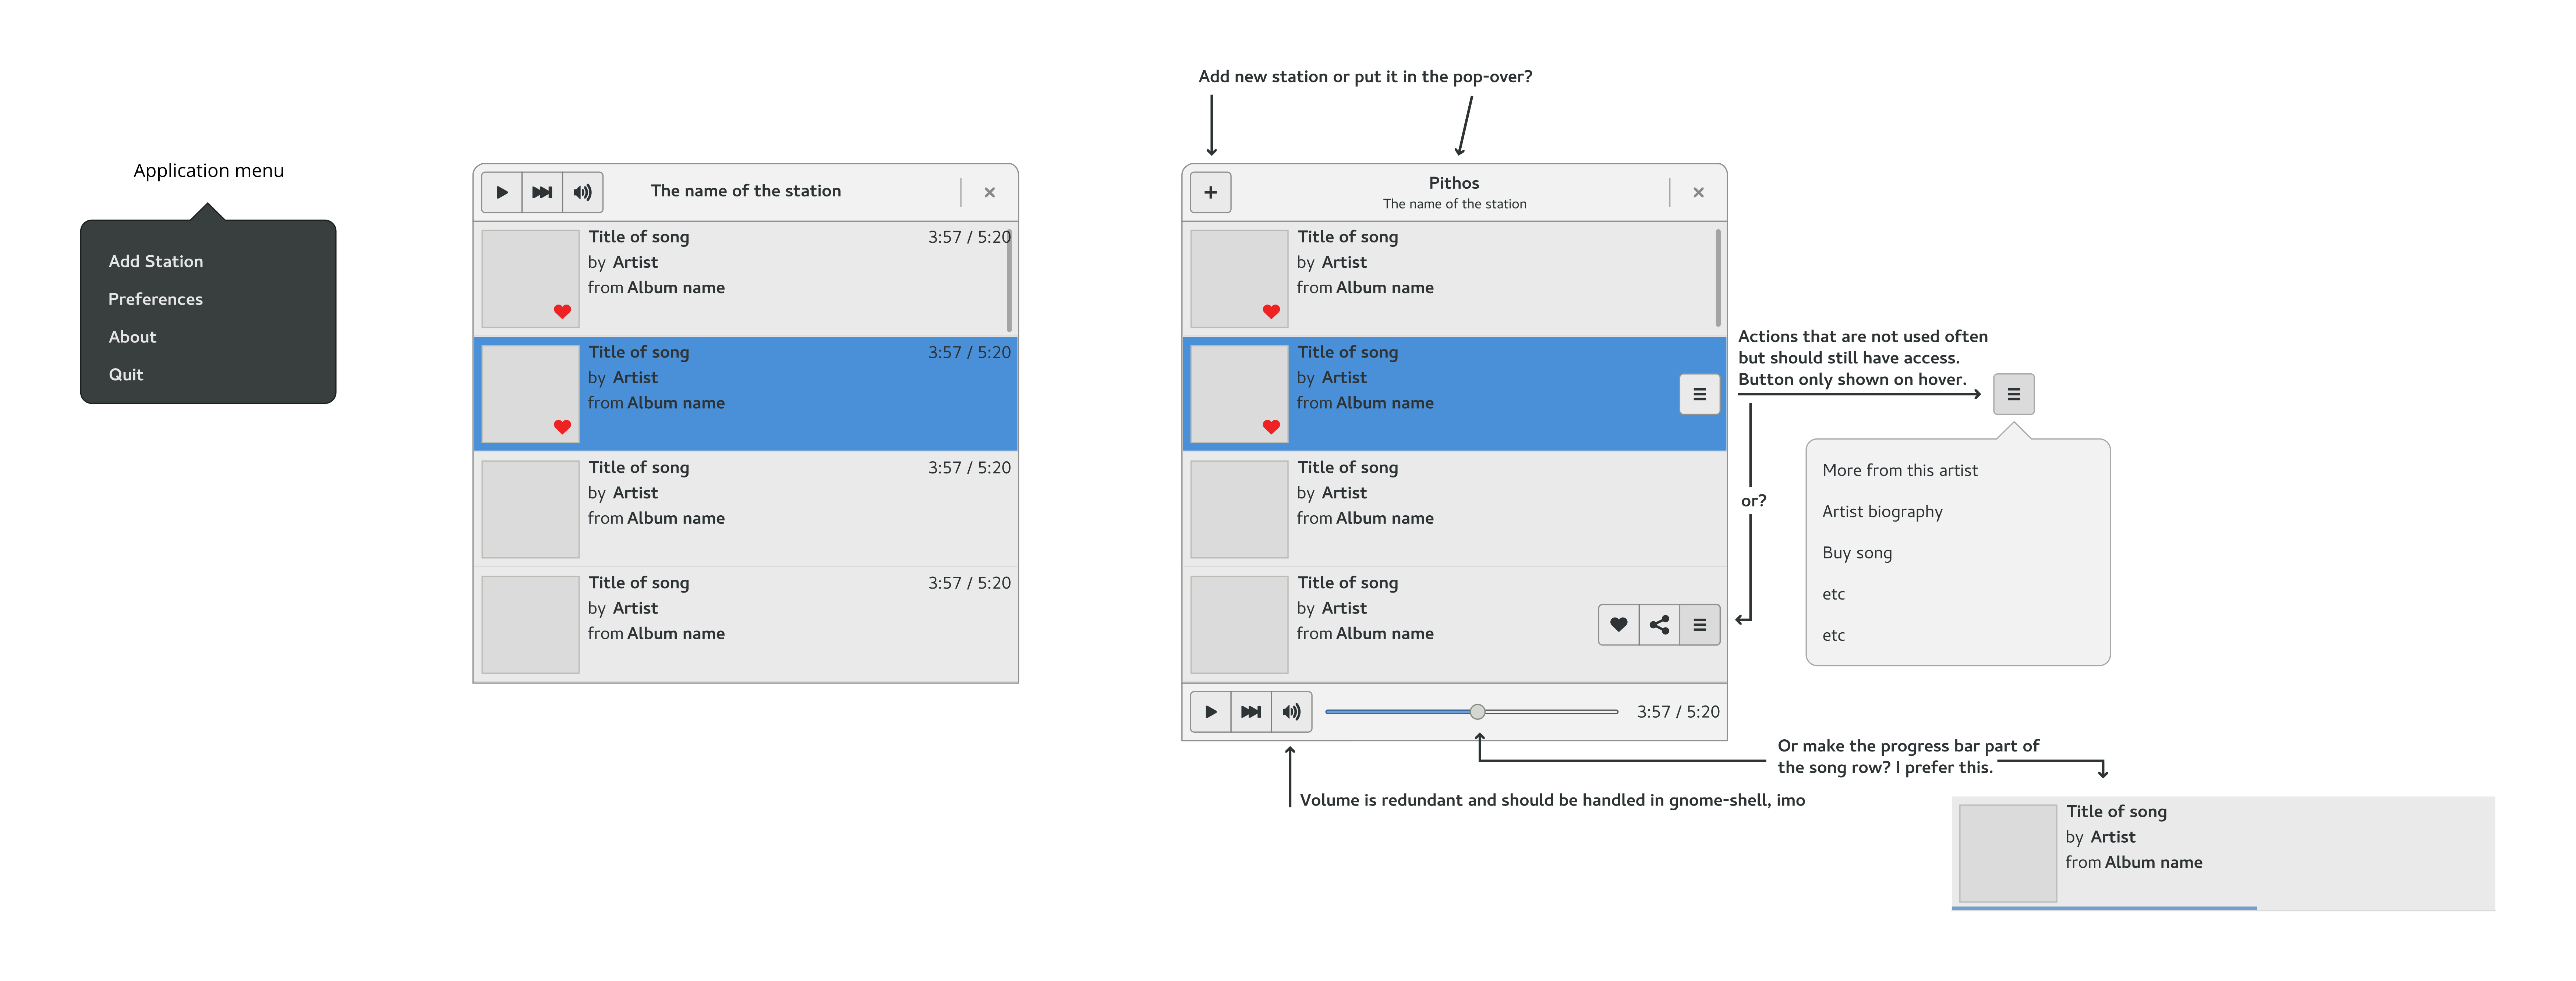 Application menu
Add Station
Preferences
About
Quit
The name of the station
Title of song
3:57 / 5:20
by Artist
from Album name
Title of song
3:57 / 5:20
by Artist
from Album name
Title of song
3:57 / 5:20
by Artist
from Album name
Title of song
3:57 / 5:20
by Artist
from Album name
Add new station or put it in the pop-over?
Pithos
The name of the station
Title of song
by Artist
from Album name
Title of song
by Artist
from Album name
Title of song
by Artist
from Album name
Title of song
by Artist
from Album name
3:57 / 5:20
Actions that are not used often
but should still have access.
Button only shown on hover.
or?
More from this artist
Artist biography
Buy song
etc
etc
Or make the progress bar part of
the song row? I prefer this.
Volume is redundant and should be handled in gnome-shell, imo
Title of song
by Artist
from Album name